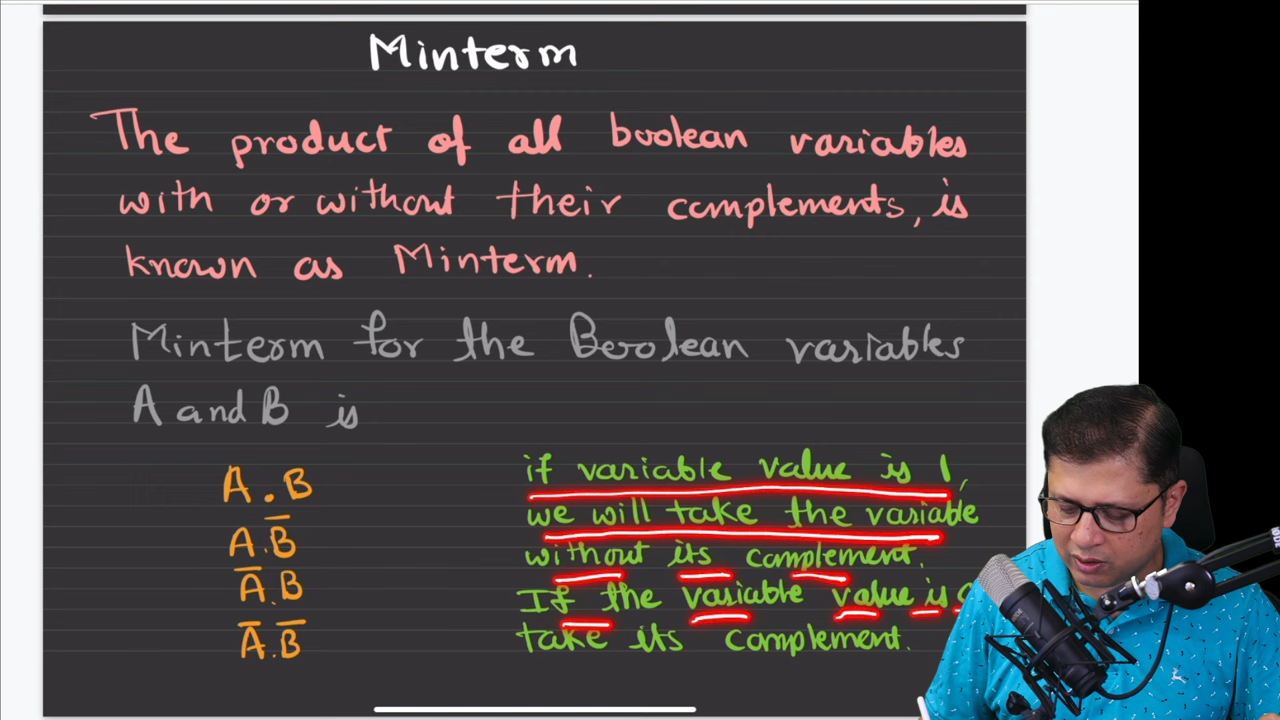 Minterm
The product of all boolean variables
with or without their complements, is
known as Minterm.
Minterm for the Boolean variables
A and B is
A . B
A . B̅
A̅ . B
A̅ . B̅
if variable value is 1,
we will take the variable
without its complement.
If the variable value is
take its complement.